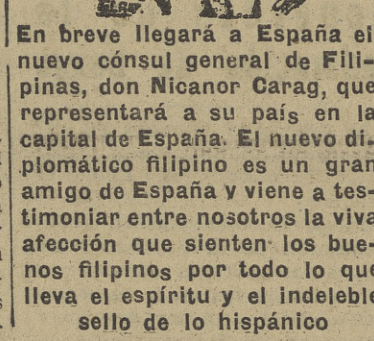 En breve llegará a España el
nuevo cónsul general de Fili-
pinas, don Nicanor Carag, que
representará a su país en la
capital de España. El nuevo di-
plomático filipino es un gran
amigo de España y viene a tes-
timoniar entre nosotros la viva
afección que sienten los bue-
nos filipinos por todo lo que
lleva el espíritu y el indeleble
sello de lo hispánico